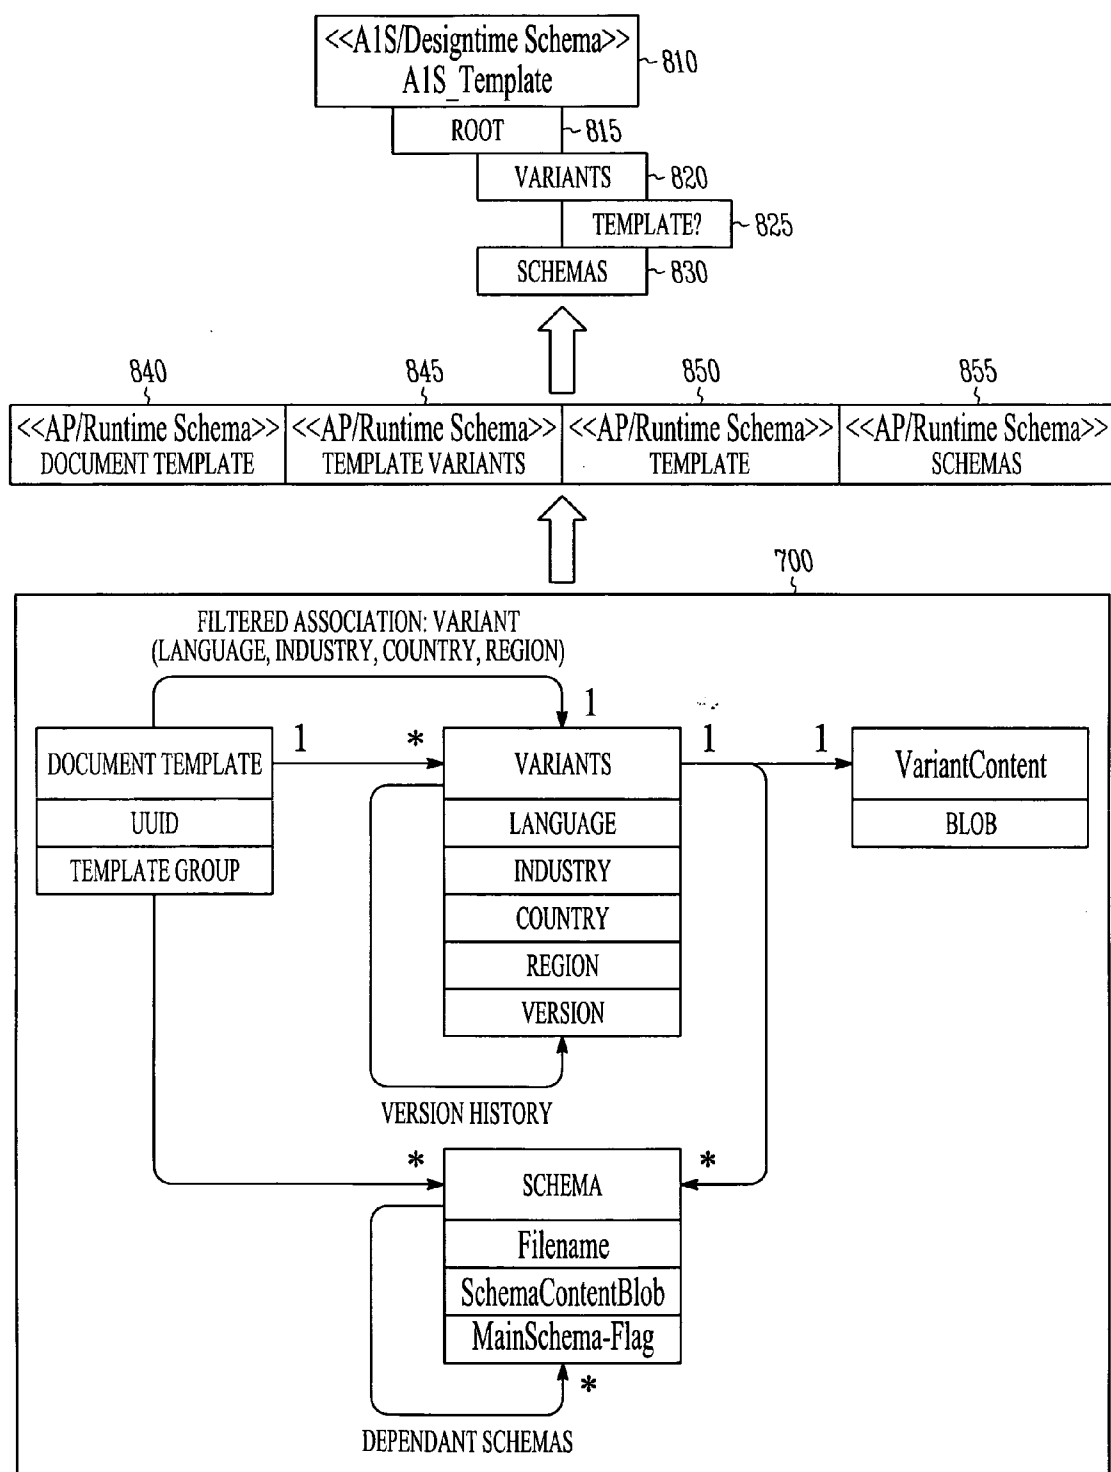 <<A1S/Designtime Schema>>
A1S_Template
810
ROOT
815
VARIANTS
820
TEMPLATE?
825
SCHEMAS
830
840
845
850
855
<<AP/Runtime Schema>>
DOCUMENT TEMPLATE
<<AP/Runtime Schema>>
TEMPLATE VARIANTS
<<AP/Runtime Schema>>
TEMPLATE
<<AP/Runtime Schema>>
SCHEMAS
700
FILTERED ASSOCIATION: VARIANT
(LANGUAGE, INDUSTRY, COUNTRY, REGION)
1
DOCUMENT TEMPLATE
UUID
TEMPLATE GROUP
1
*
VARIANTS
LANGUAGE
INDUSTRY
COUNTRY
REGION
VERSION
1
1
VariantContent
BLOB
VERSION HISTORY
*
*
SCHEMA
Filename
SchemaContentBlob
MainSchema-Flag
*
DEPENDANT SCHEMAS